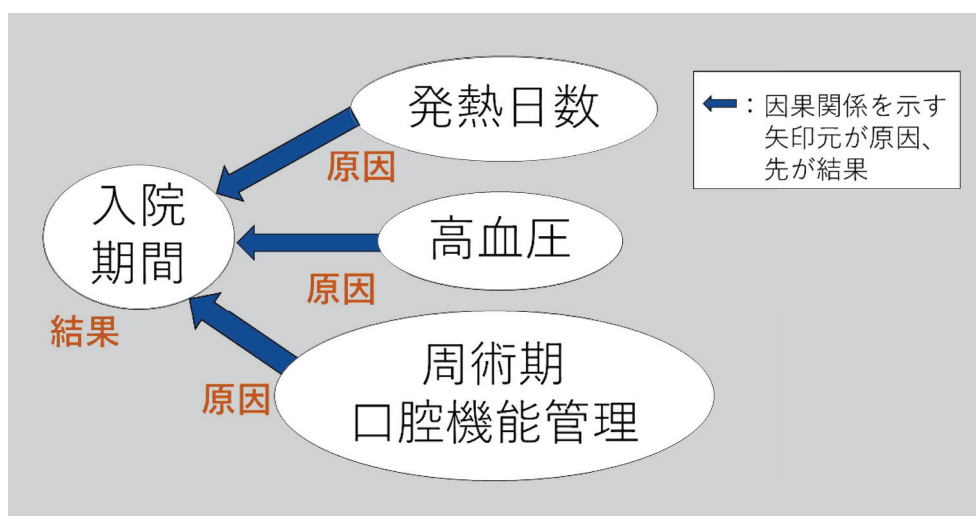 発熱日数
原因
入院
期間
結果
高血圧
原因
周術期
口腔機能管理
原因
：因果関係を示す
矢印元が原因、
先が結果